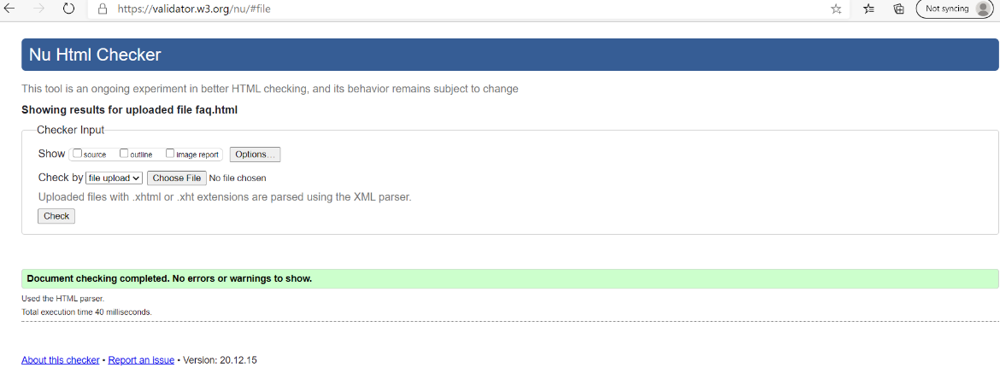 https://validator.w3.org/nu/#file
Not syncing
Nu Html Checker
This tool is an ongoing experiment in better HTML checking, and its behavior remains subject to change
Showing results for uploaded file faq.html
Checker Input
Show source outline image report Options...
Check by file upload Choose File No file chosen
Uploaded files with .xhtml or .xht extensions are parsed using the XML parser.
Check
Document checking completed. No errors or warnings to show.
Used the HTML parser.
Total execution time 40 milliseconds.
About this checker • Report an issue • Version: 20.12.15